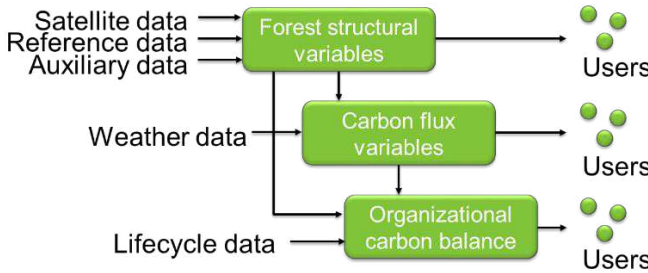 Satellite data
Reference data
Auxiliary data
Forest structural
variables
Users
Weather data
Carbon flux
variables
Users
Lifecycle data
Organizational
carbon balance
Users